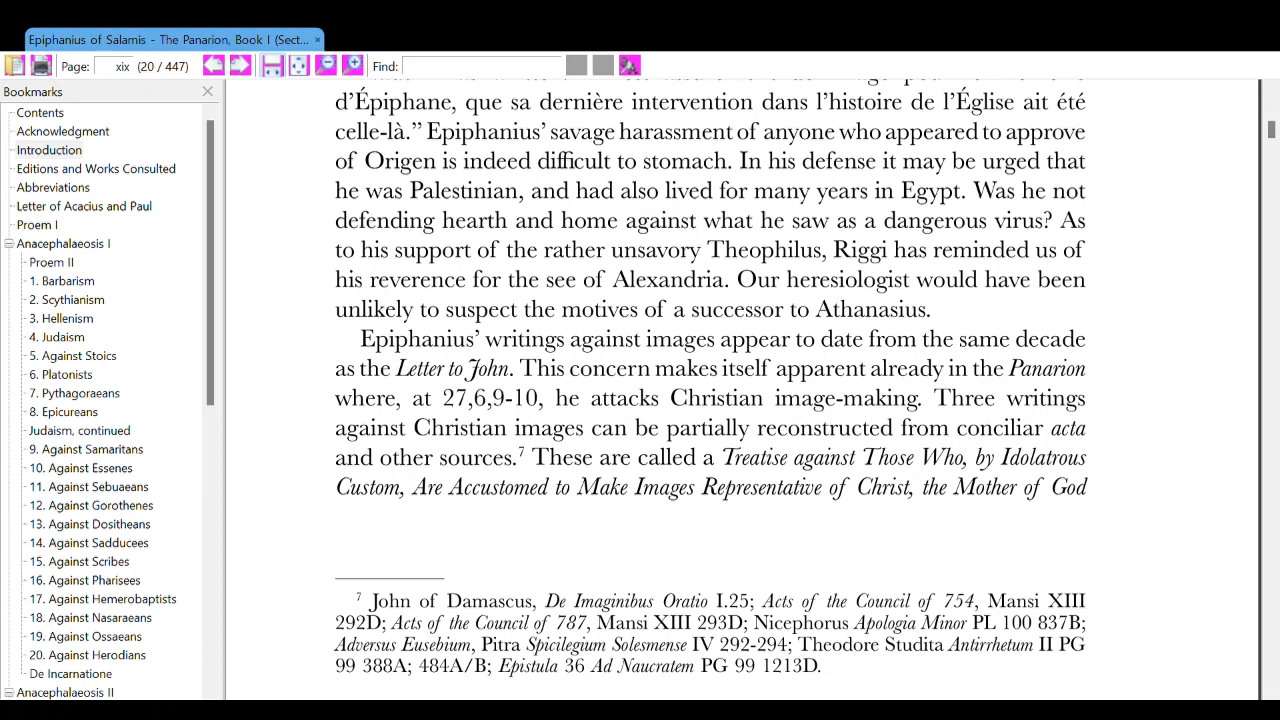 Epiphanius of Salamis - The Panarion, Book I (Sect... ×
Page: xix (20 / 447) Find:
Bookmarks
Contents
Acknowledgment
Introduction
Editions and Works Consulted
Abbreviations
Letter of Acacius and Paul
Proem I
Anacephalaeosis I
Proem II
1. Barbarism
2. Scythianism
3. Hellenism
4. Judaism
5. Against Stoics
6. Platonists
7. Pythagoraeans
8. Epicureans
Judaism, continued
9. Against Samaritans
10. Against Essenes
11. Against Sebuaeans
12. Against Gorothenes
13. Against Dositheans
14. Against Sadducees
15. Against Scribes
16. Against Pharisees
17. Against Hemerobaptists
18. Against Nasaraeans
19. Against Ossaeans
20. Against Herodians
De Incarnatione
Anacephalaeosis II
d’Épiphane, que sa dernière intervention dans l’histoire de l’Église ait été
celle-là.” Epiphanius’ savage harassment of anyone who appeared to approve
of Origen is indeed difficult to stomach. In his defense it may be urged that
he was Palestinian, and had also lived for many years in Egypt. Was he not
defending hearth and home against what he saw as a dangerous virus? As
to his support of the rather unsavory Theophilus, Riggi has reminded us of
his reverence for the see of Alexandria. Our heresiologist would have been
unlikely to suspect the motives of a successor to Athanasius.
Epiphanius’ writings against images appear to date from the same decade
as the Letter to John. This concern makes itself apparent already in the Panarion
where, at 27,6,9-10, he attacks Christian image-making. Three writings
against Christian images can be partially reconstructed from conciliar acta
and other sources.⁷ These are called a Treatise against Those Who, by Idolatrous
Custom, Are Accustomed to Make Images Representative of Christ, the Mother of God
⁷ John of Damascus, De Imaginibus Oratio I.25; Acts of the Council of 754, Mansi XIII
292D; Acts of the Council of 787, Mansi XIII 293D; Nicephorus Apologia Minor PL 100 837B;
Adversus Eusebium, Pitra Spicilegium Solesmense IV 292-294; Theodore Studita Antirrhetum II PG
99 388A; 484A/B; Epistula 36 Ad Naucratem PG 99 1213D.